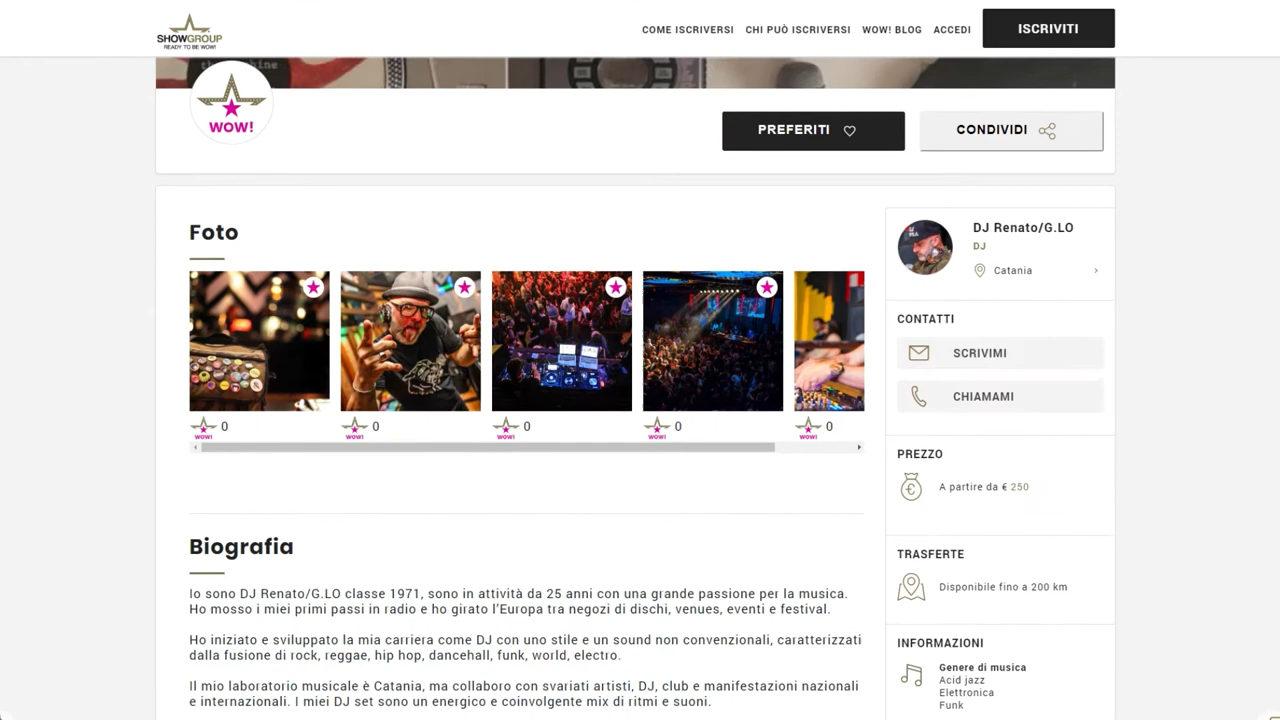 SHOWGROUP
READY TO BE WOW!
COME ISCRIVERSI
CHI PUÒ ISCRIVERSI
WOW! BLOG
ACCEDI
ISCRIVITI
WOW!
PREFERITI
CONDIVIDI
Foto
WOW! 0
WOW! 0
WOW! 0
WOW! 0
WOW! 0
Biografia
Io sono DJ Renato/G.LO classe 1971, sono in attività da 25 anni con una grande passione per la musica.
Ho mosso i miei primi passi in radio e ho girato l'Europa tra negozi di dischi, venues, eventi e festival.
Ho iniziato e sviluppato la mia carriera come DJ con uno stile e un sound non convenzionali, caratterizzati
dalla fusione di rock, reggae, hip hop, dancehall, funk, world, electro.
Il mio laboratorio musicale è Catania, ma collaboro con svariati artisti, DJ, club e manifestazioni nazionali
e internazionali. I miei DJ set sono un energico e coinvolgente mix di ritmi e suoni.
DJ Renato/G.LO
DJ
Catania
CONTATTI
SCRIVIMI
CHIAMAMI
PREZZO
A partire da € 250
TRASFERTE
Disponibile fino a 200 km
INFORMAZIONI
Genere di musica
Acid jazz
Elettronica
Funk